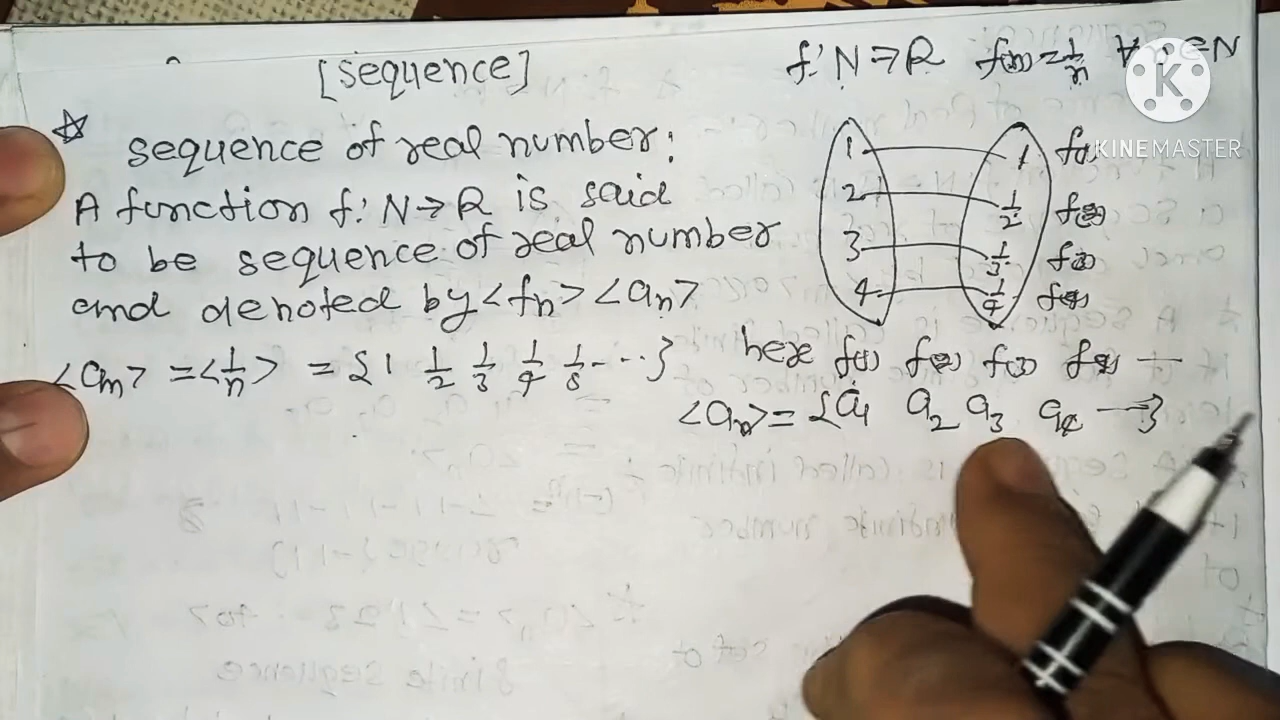 [sequence]
f: N → R f(n) = 1/n ∀ n ∈ N
KINEMASTER
☆ sequence of real number:
A function f: N → R is said
to be sequence of real number
and denoted by <fn> <an>
<an> = <1/n> = {1 1/2 1/3 1/4 1/5 - ...}
1 1 f(1)
2 1/2 f(2)
3 1/3 f(3)
4 1/4 f(4)
here f(1) f(2) f(3) f(4) —
<an> = {a1 a2 a3 a4 —}